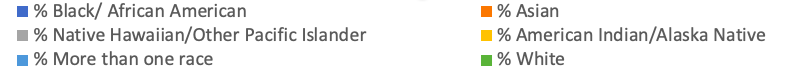 % Black/ African American % Asian
% Native Hawaiian/Other Pacific Islander % American Indian/Alaska Native
% More than one race % White